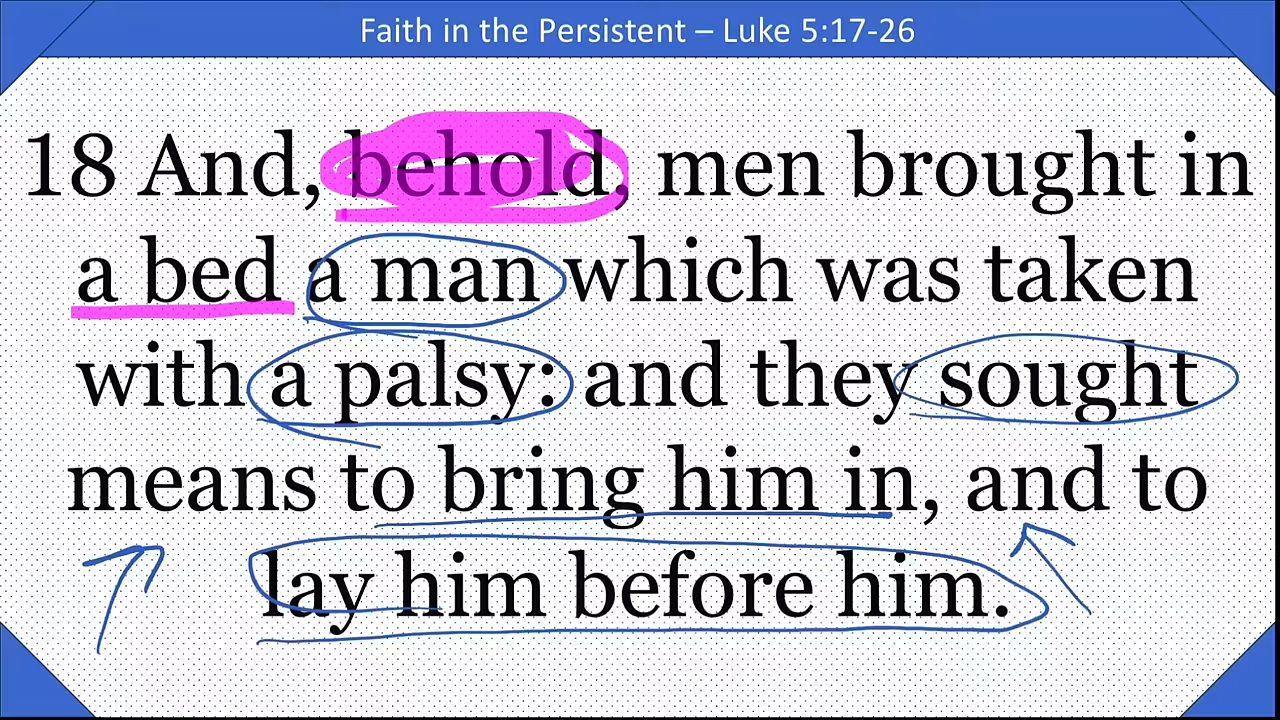 Faith in the Persistent – Luke 5:17-26
18 And, behold, men brought in
a bed a man which was taken
with a palsy: and they sought
means to bring him in, and to
lay him before him.